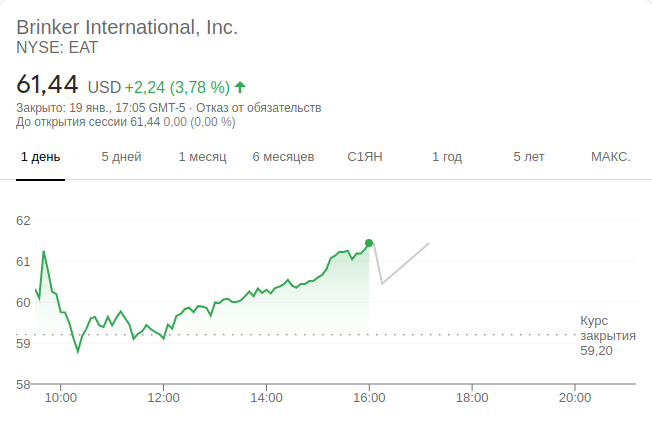 Brinker International, Inc.
NYSE: EAT
61,44 USD +2,24 (3,78 %)
Закрыто: 19 янв., 17:05 GMT-5 · Отказ от обязательств
До открытия сессии 61,44 0,00 (0,00 %)
1 день 5 дней 1 месяц 6 месяцев С1ЯН 1 год 5 лет МАКС.
62
61
60
59
58
Курс
закрытия
59,20
10:00 12:00 14:00 16:00 18:00 20:00